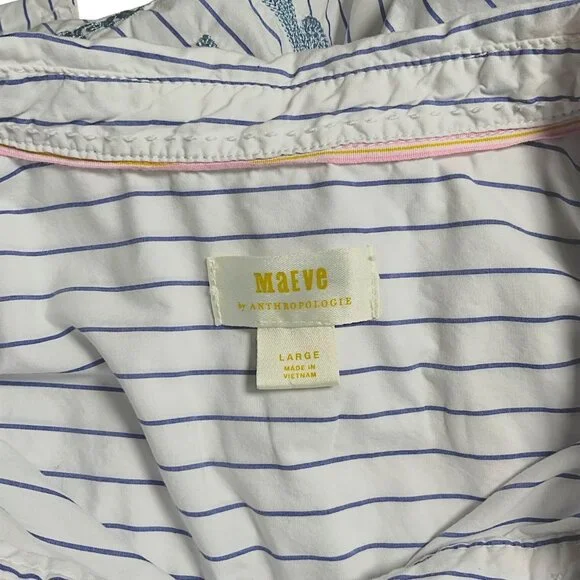 MaEVe
by ANTHROPOLOGIE
LARGE
MADE IN
VIETNAM